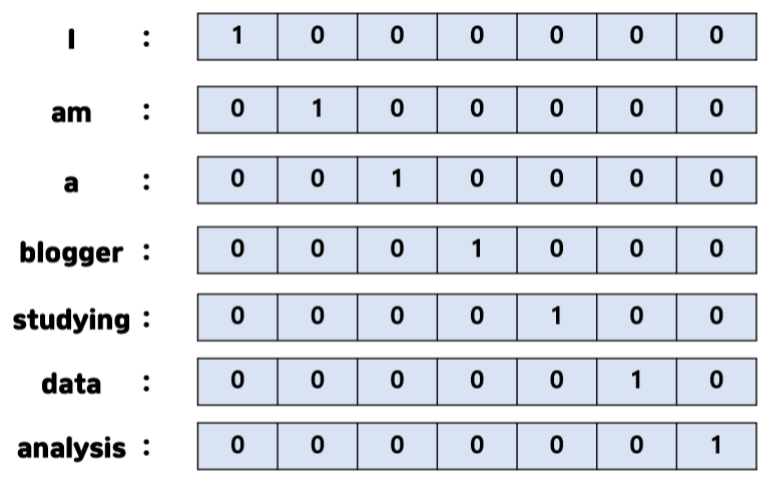 I : 1 0 0 0 0 0 0
am : 0 1 0 0 0 0 0
a : 0 0 1 0 0 0 0
blogger : 0 0 0 1 0 0 0
studying : 0 0 0 0 1 0 0
data : 0 0 0 0 0 1 0
analysis : 0 0 0 0 0 0 1